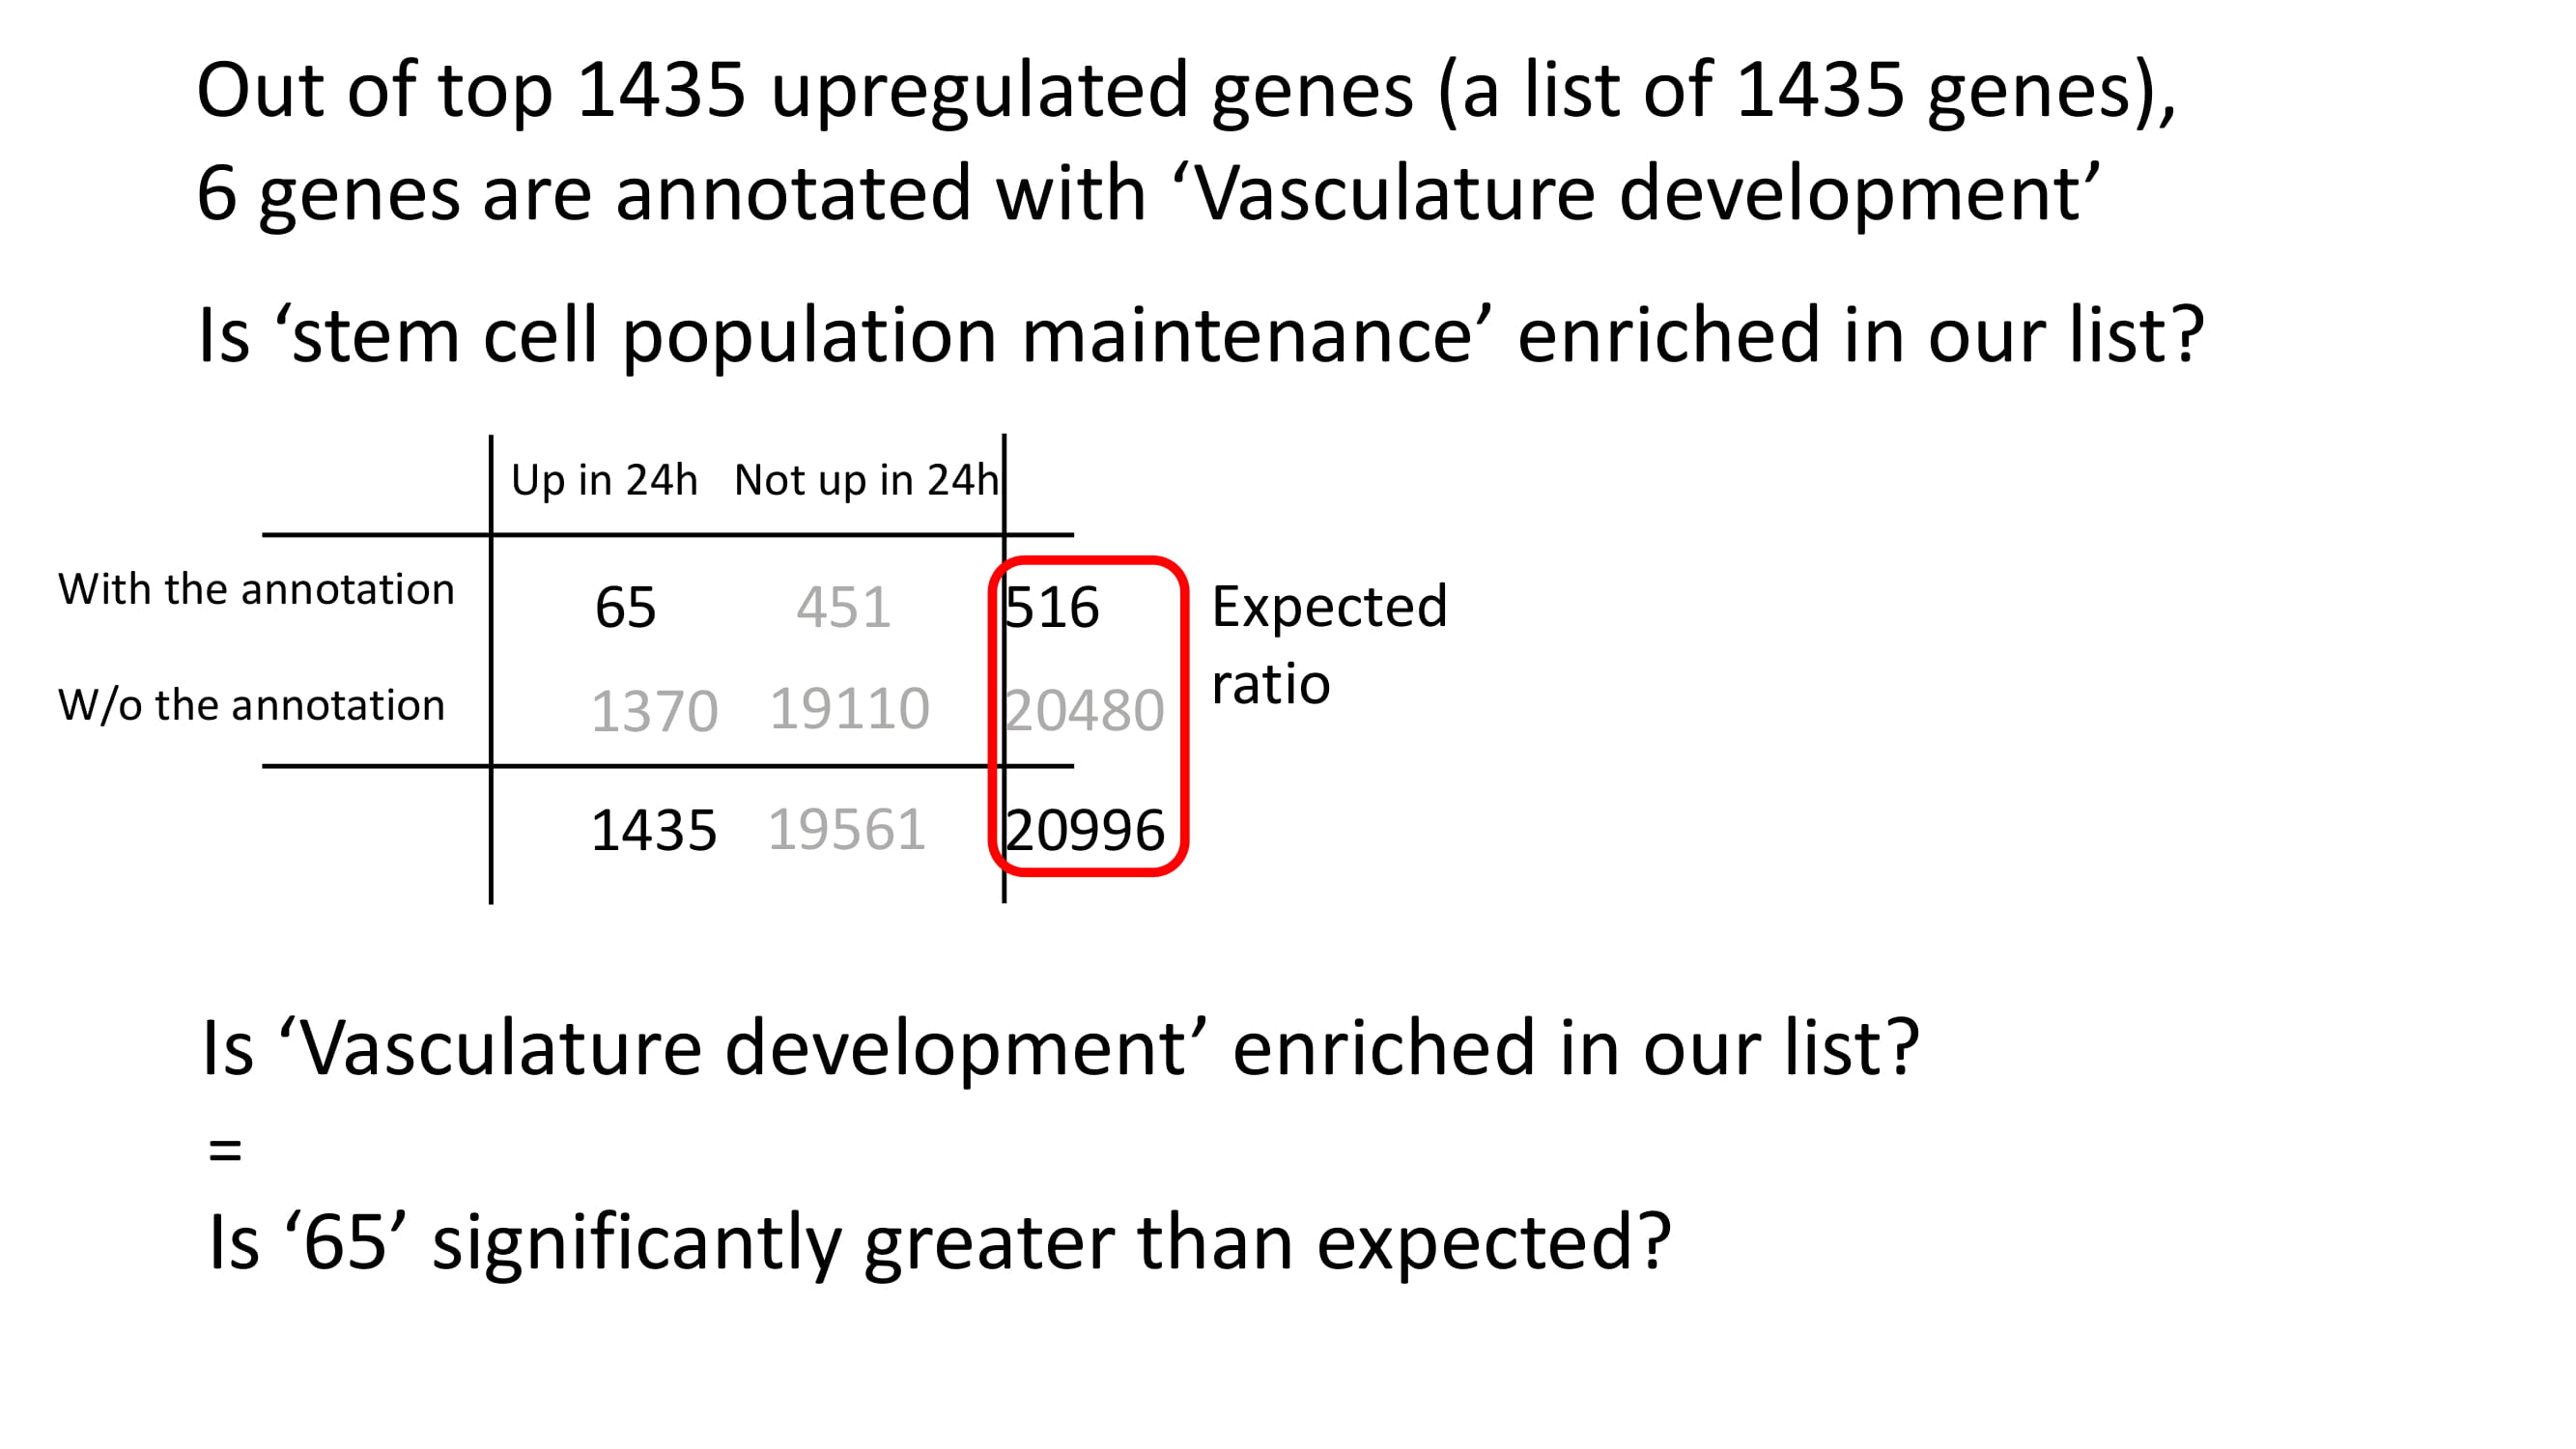 Out of top 1435 upregulated genes (a list of 1435 genes),
6 genes are annotated with ‘Vasculature development’
Is ‘stem cell population maintenance’ enriched in our list?
Up in 24h Not up in 24h
With the annotation 65 451 516 Expected
ratio
W/o the annotation 1370 19110 20480
1435 19561 20996
Is ‘Vasculature development’ enriched in our list?
=
Is ‘65’ significantly greater than expected?